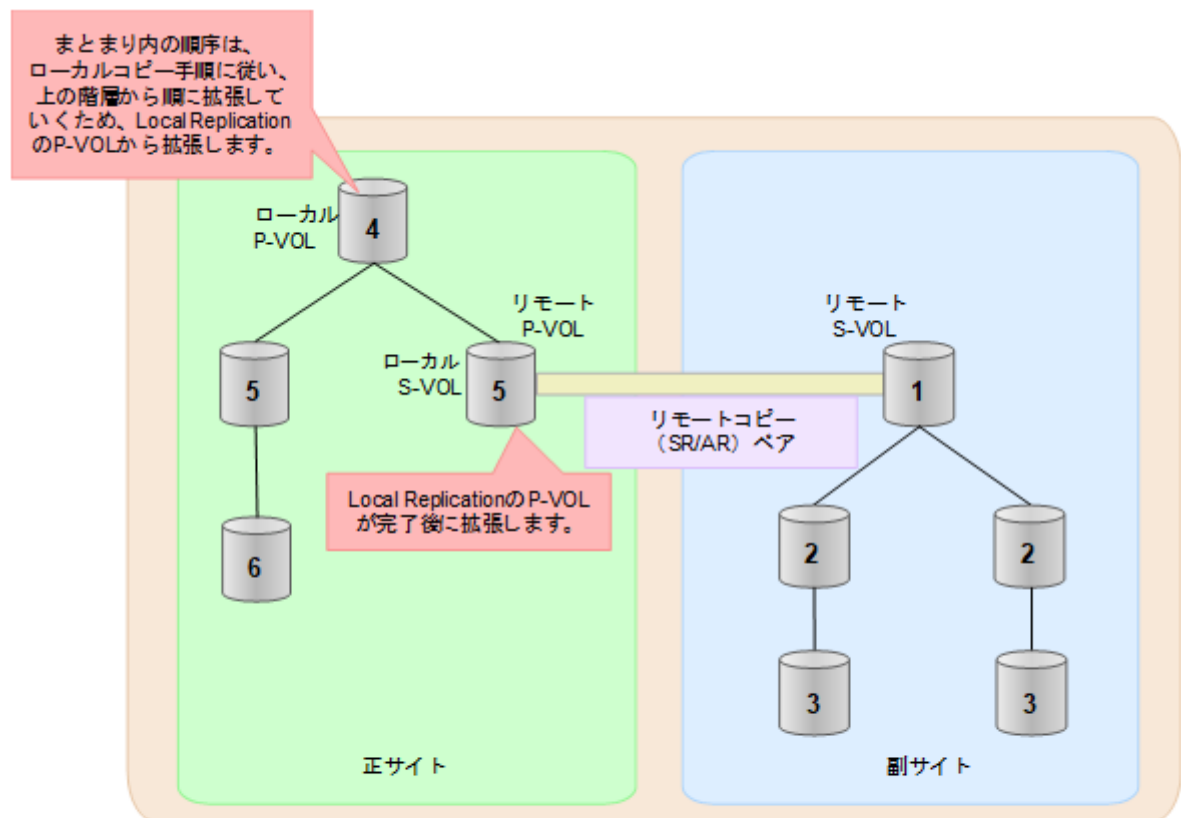 まとまり内の順序は、
ローカルコピー手順に従い、
上の階層から順に拡張して
いくため、Local Replication
のP-VOLから拡張します。
ローカル
P-VOL
4
リモート
P-VOL
リモート
S-VOL
5
ローカル
S-VOL
5
1
リモートコピー
（SR/AR）ペア
Local ReplicationのP-VOL
が完了後に拡張します。
6
2
2
3
3
正サイト
副サイト